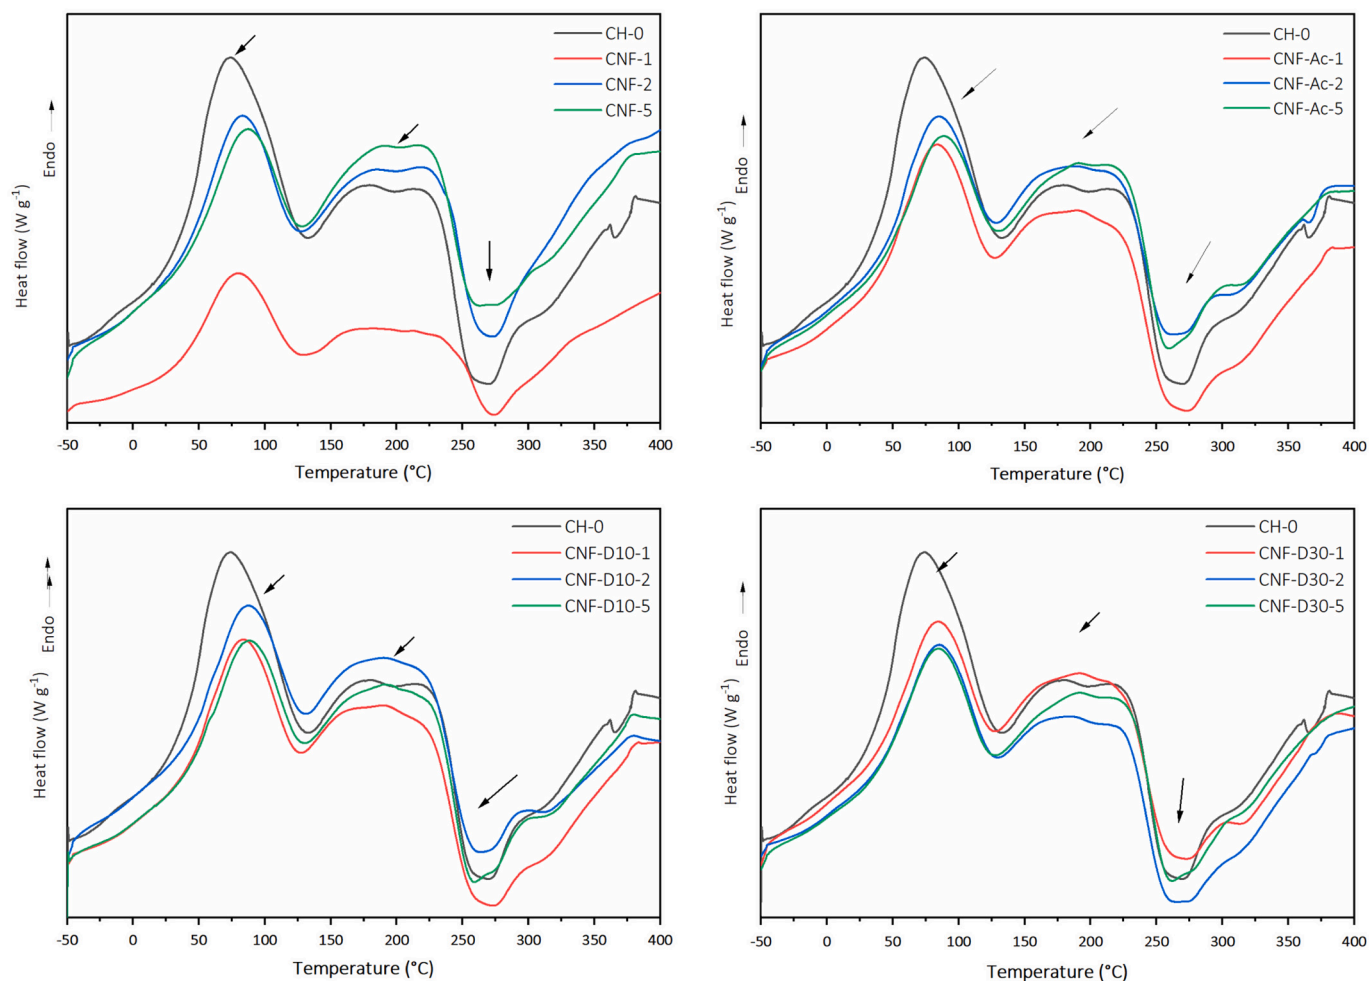 CH-0
CNF-1
CNF-2
CNF-5
Heat flow (W g⁻¹)
Endo
-50 0 50 100 150 200 250 300 350 400
Temperature (°C)
CH-0
CNF-Ac-1
CNF-Ac-2
CNF-Ac-5
Heat flow (W g⁻¹)
Endo
-50 0 50 100 150 200 250 300 350 400
Temperature (°C)
CH-0
CNF-D10-1
CNF-D10-2
CNF-D10-5
Heat flow (W g⁻¹)
Endo
-50 0 50 100 150 200 250 300 350 400
Temperature (°C)
CH-0
CNF-D30-1
CNF-D30-2
CNF-D30-5
Heat flow (W g⁻¹)
Endo
-50 0 50 100 150 200 250 300 350 400
Temperature (°C)